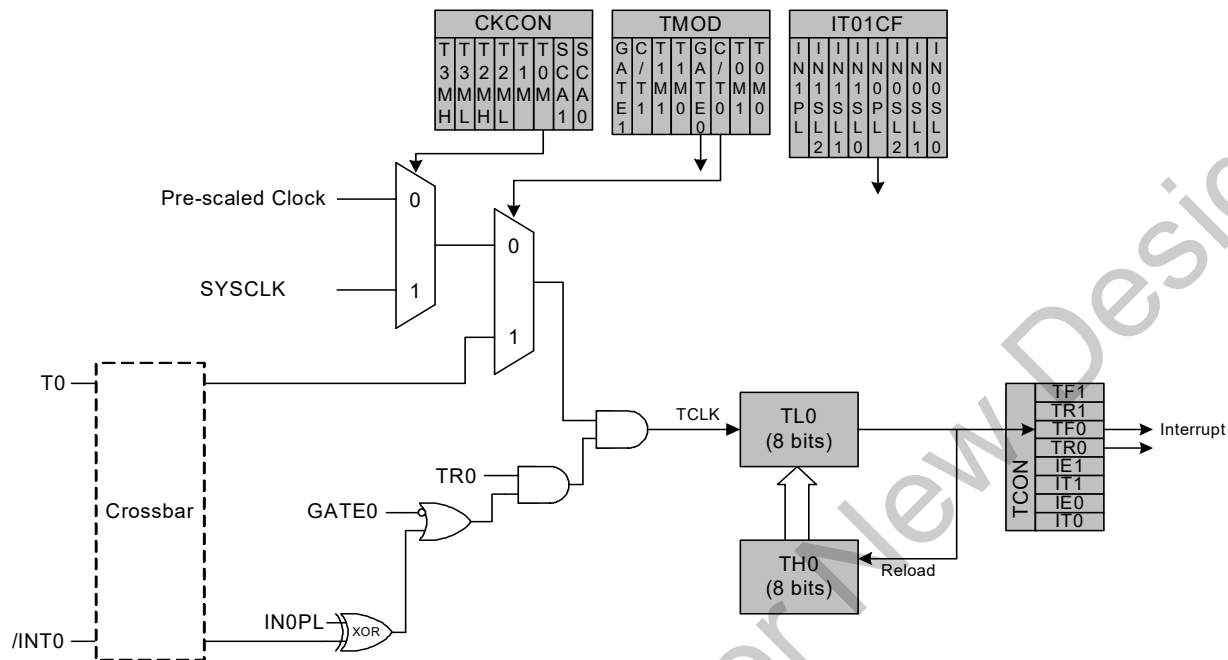 CKCON
T3MH
T3ML
T2MH
T2ML
T1M
T0M
SCA1
SCA0
TMOD
GATE1
C/T1
T1M1
T1M0
GATE0
C/T0
T0M1
T0M0
IT01CF
IN1PL
IN1SL2
IN1SL1
IN1SL0
IN0PL
IN0SL2
IN0SL1
IN0SL0
Pre-scaled Clock
0
SYSCLK
1
0
1
T0
Crossbar
/INT0
TR0
GATE0
IN0PL
XOR
TCLK
TL0
(8 bits)
TH0
(8 bits)
Reload
TCON
TF1
TR1
TF0
TR0
IE1
IT1
IE0
IT0
Interrupt
r New Desig